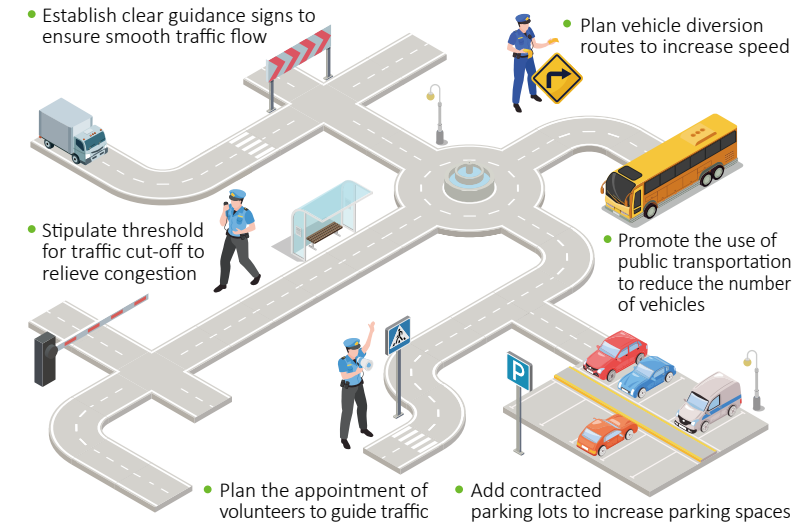 • Establish clear guidance signs to
ensure smooth traffic flow
• Plan vehicle diversion
routes to increase speed
• Stipulate threshold
for traffic cut-off to
relieve congestion
• Promote the use of
public transportation
to reduce the number
of vehicles
P
• Plan the appointment of
volunteers to guide traffic
• Add contracted
parking lots to increase parking spaces